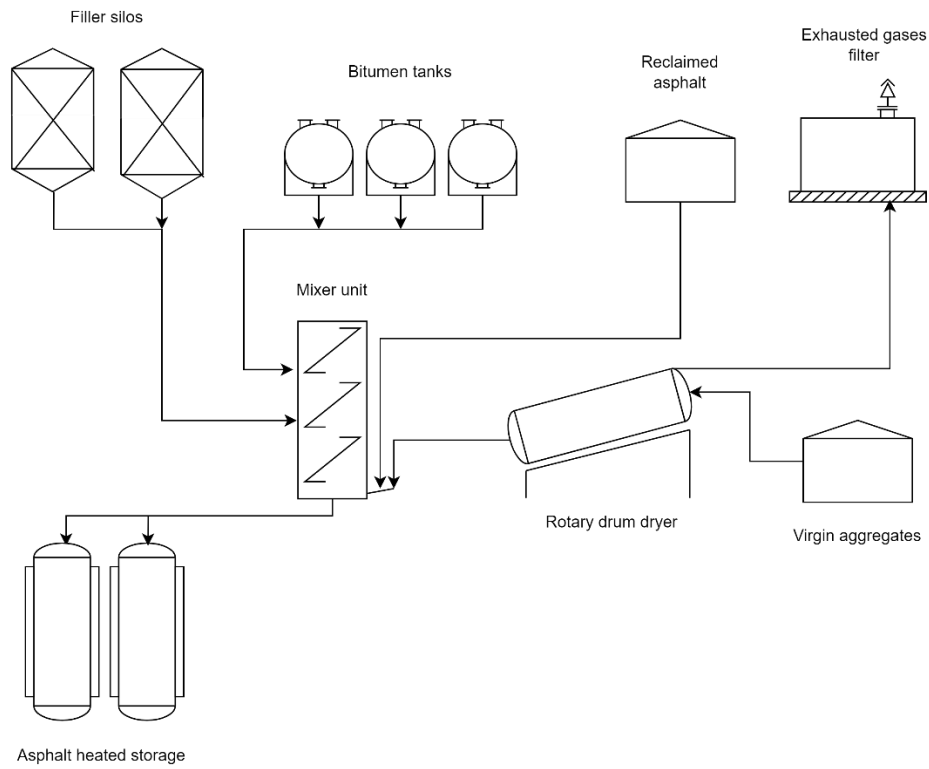 Filler silos
Bitumen tanks
Reclaimed
asphalt
Exhausted gases
filter
Mixer unit
Rotary drum dryer
Virgin aggregates
Asphalt heated storage